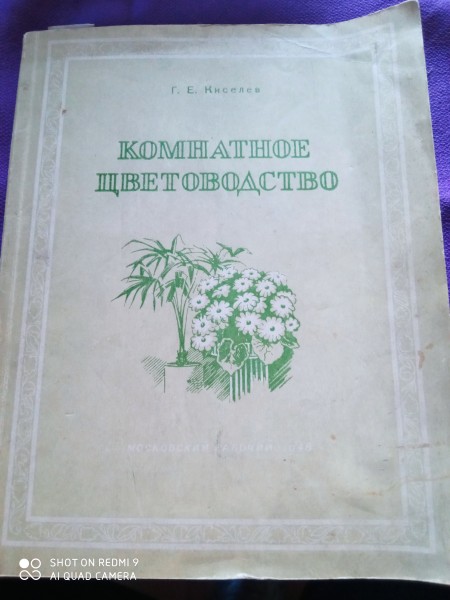 Г. Е. Киселев
КОМНАТНОЕ
ЦВЕТОВОДСТВО
МОСКОВСКИЙ РАБОЧИЙ
SHOT ON REDMI 9
AI QUAD CAMERA